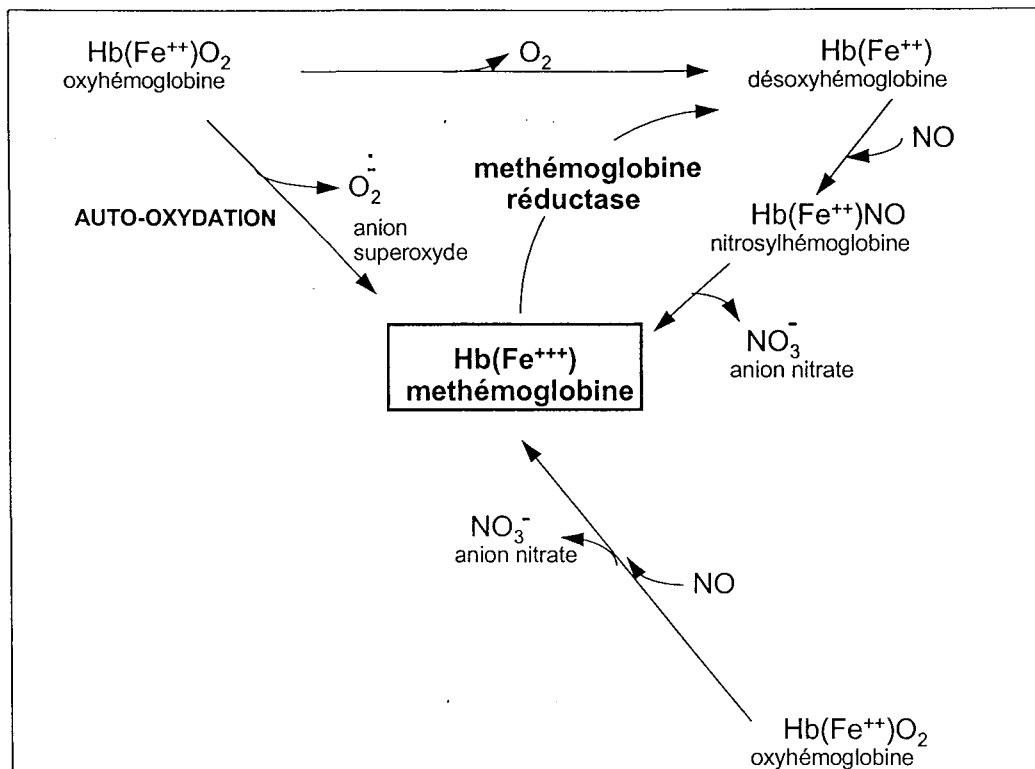 Hb(Fe⁺⁺)O₂
oxyhémoglobine
O₂
Hb(Fe⁺⁺)
désoxyhémoglobine
NO
methémoglobine
réductase
O₂∸
anion
superoxyde
AUTO-OXYDATION
Hb(Fe⁺⁺)NO
nitrosylhémoglobine
NO₃⁻
anion nitrate
Hb(Fe⁺⁺⁺)
methémoglobine
NO₃⁻
anion nitrate
NO
Hb(Fe⁺⁺)O₂
oxyhémoglobine